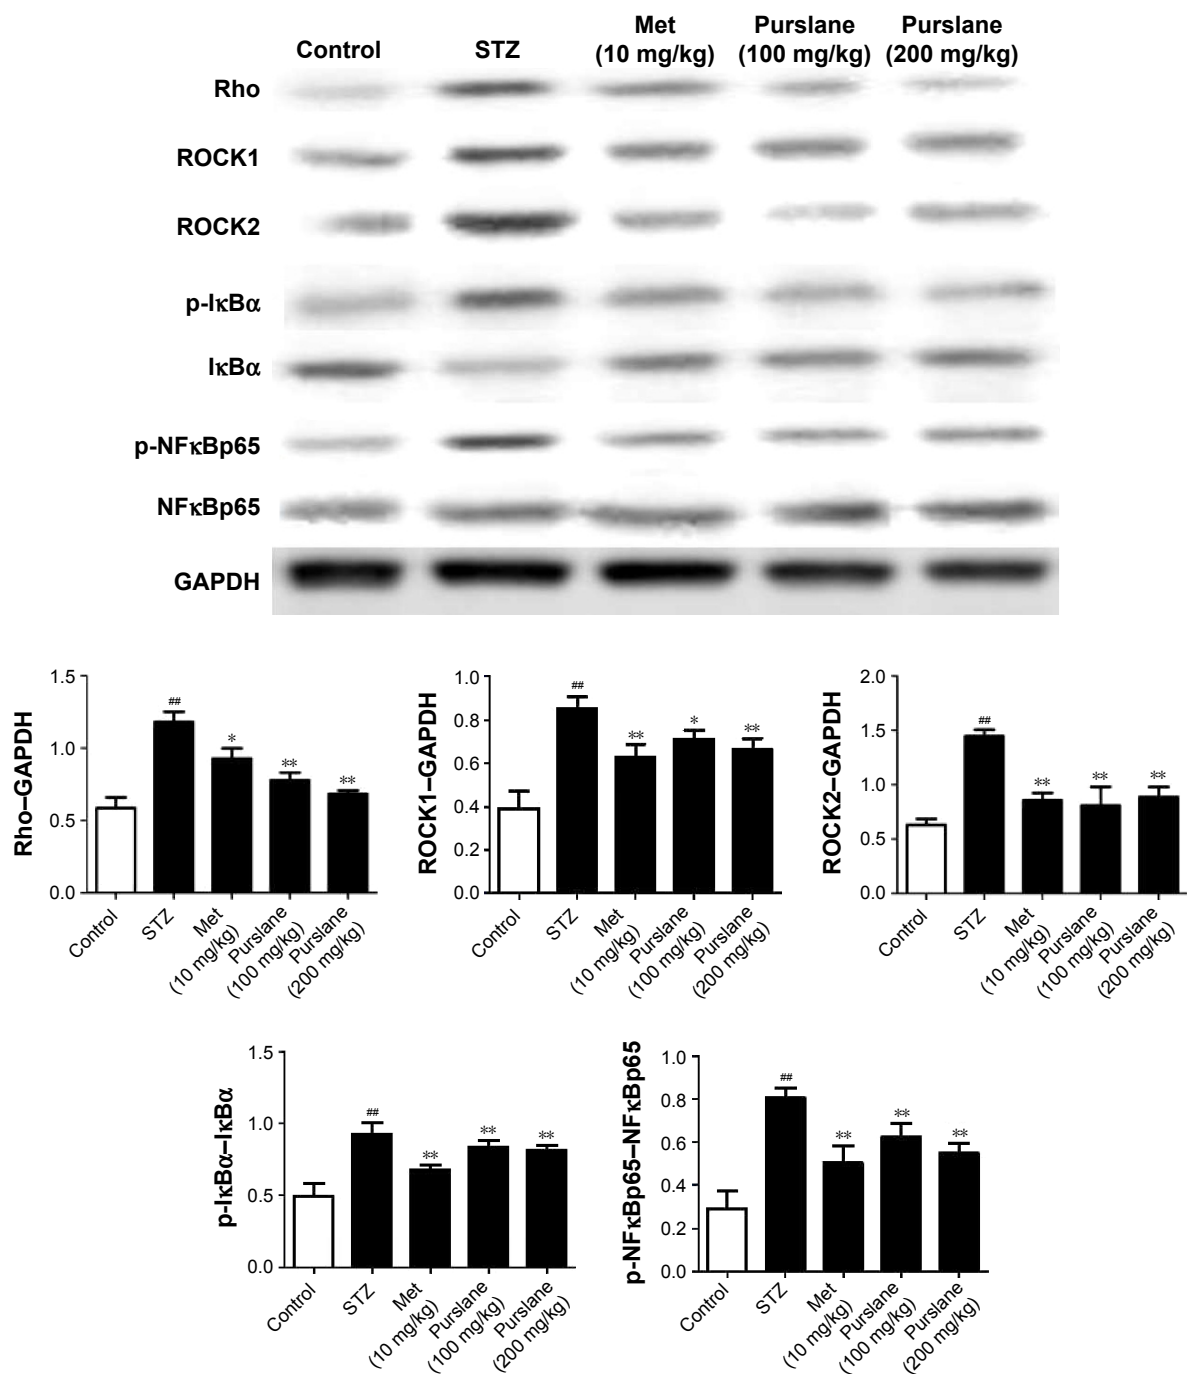 Control STZ Met (10 mg/kg) Purslane (100 mg/kg) Purslane (200 mg/kg)
Rho
ROCK1
ROCK2
p-IκBα
IκBα
p-NFκBp65
NFκBp65
GAPDH
Rho–GAPDH
1.5
1.0
0.5
0.0
##
*
**
**
Control
STZ
Met
(10 mg/kg)
Purslane
(100 mg/kg)
Purslane
(200 mg/kg)
ROCK1–GAPDH
1.0
0.8
0.6
0.4
0.2
0.0
##
**
*
**
Control
STZ
Met
(10 mg/kg)
Purslane
(100 mg/kg)
Purslane
(200 mg/kg)
ROCK2–GAPDH
2.0
1.5
1.0
0.5
0.0
##
**
**
**
Control
STZ
Met
(10 mg/kg)
Purslane
(100 mg/kg)
Purslane
(200 mg/kg)
p-IκBα–IκBα
1.5
1.0
0.5
0.0
##
**
**
**
Control
STZ
Met
(10 mg/kg)
Purslane
(100 mg/kg)
Purslane
(200 mg/kg)
p-NFκBp65–NFκBp65
1.0
0.8
0.6
0.4
0.2
0.0
##
**
**
**
Control
STZ
Met
(10 mg/kg)
Purslane
(100 mg/kg)
Purslane
(200 mg/kg)